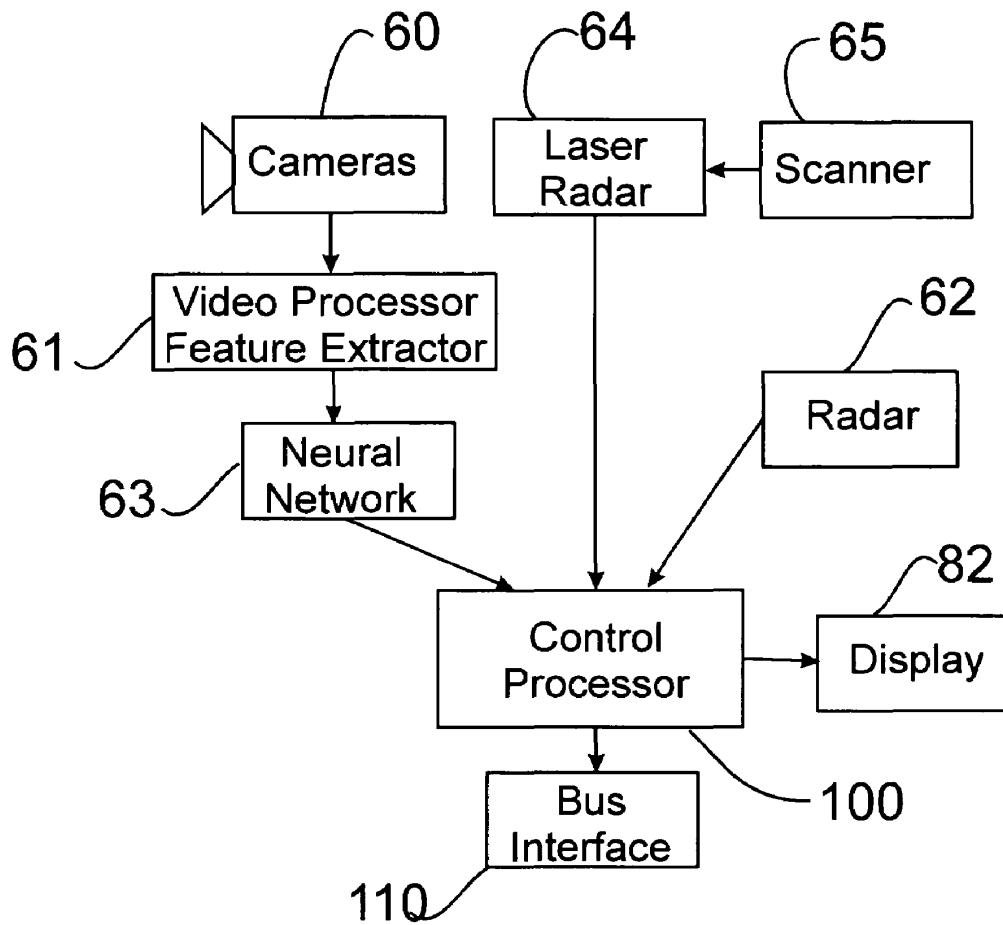 60
64
65
Cameras
Laser
Radar
Scanner
61
Video Processor
Feature Extractor
62
Radar
63
Neural
Network
82
Control
Processor
Display
100
Bus
Interface
110